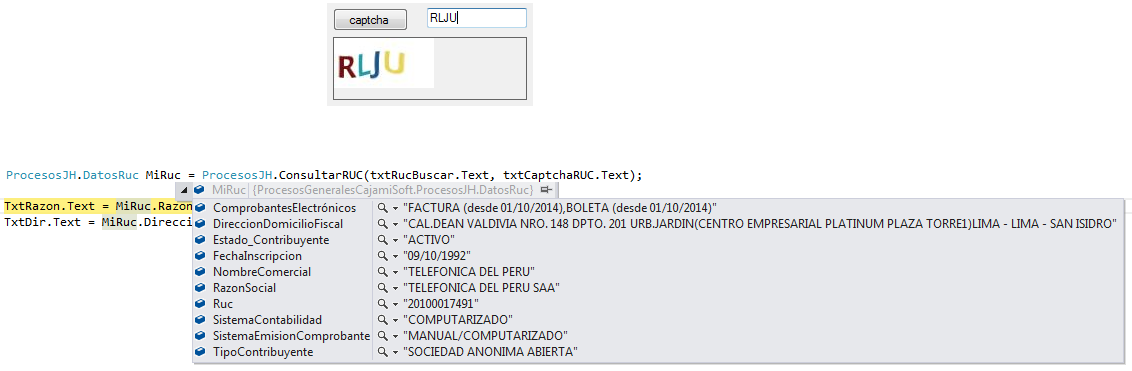 captcha RLJU
RLJU
ProcesosJH.DatosRuc MiRuc = ProcesosJH.ConsultarRUC(txtRucBuscar.Text, txtCaptchaRUC.Text);
MiRuc {ProcesosGeneralesCajamiSoft.ProcesosJH.DatosRuc}
TxtRazon.Text = MiRuc.Razon
TxtDir.Text = MiRuc.Direcci
ComprobantesElectrónicos "FACTURA (desde 01/10/2014),BOLETA (desde 01/10/2014)"
DireccionDomicilioFiscal "CAL.DEAN VALDIVIA NRO. 148 DPTO. 201 URB.JARDIN(CENTRO EMPRESARIAL PLATINUM PLAZA TORRE1)LIMA - LIMA - SAN ISIDRO"
Estado_Contribuyente "ACTIVO"
FechaInscripcion "09/10/1992"
NombreComercial "TELEFONICA DEL PERU"
RazonSocial "TELEFONICA DEL PERU SAA"
Ruc "20100017491"
SistemaContabilidad "COMPUTARIZADO"
SistemaEmisionComprobante "MANUAL/COMPUTARIZADO"
TipoContribuyente "SOCIEDAD ANONIMA ABIERTA"